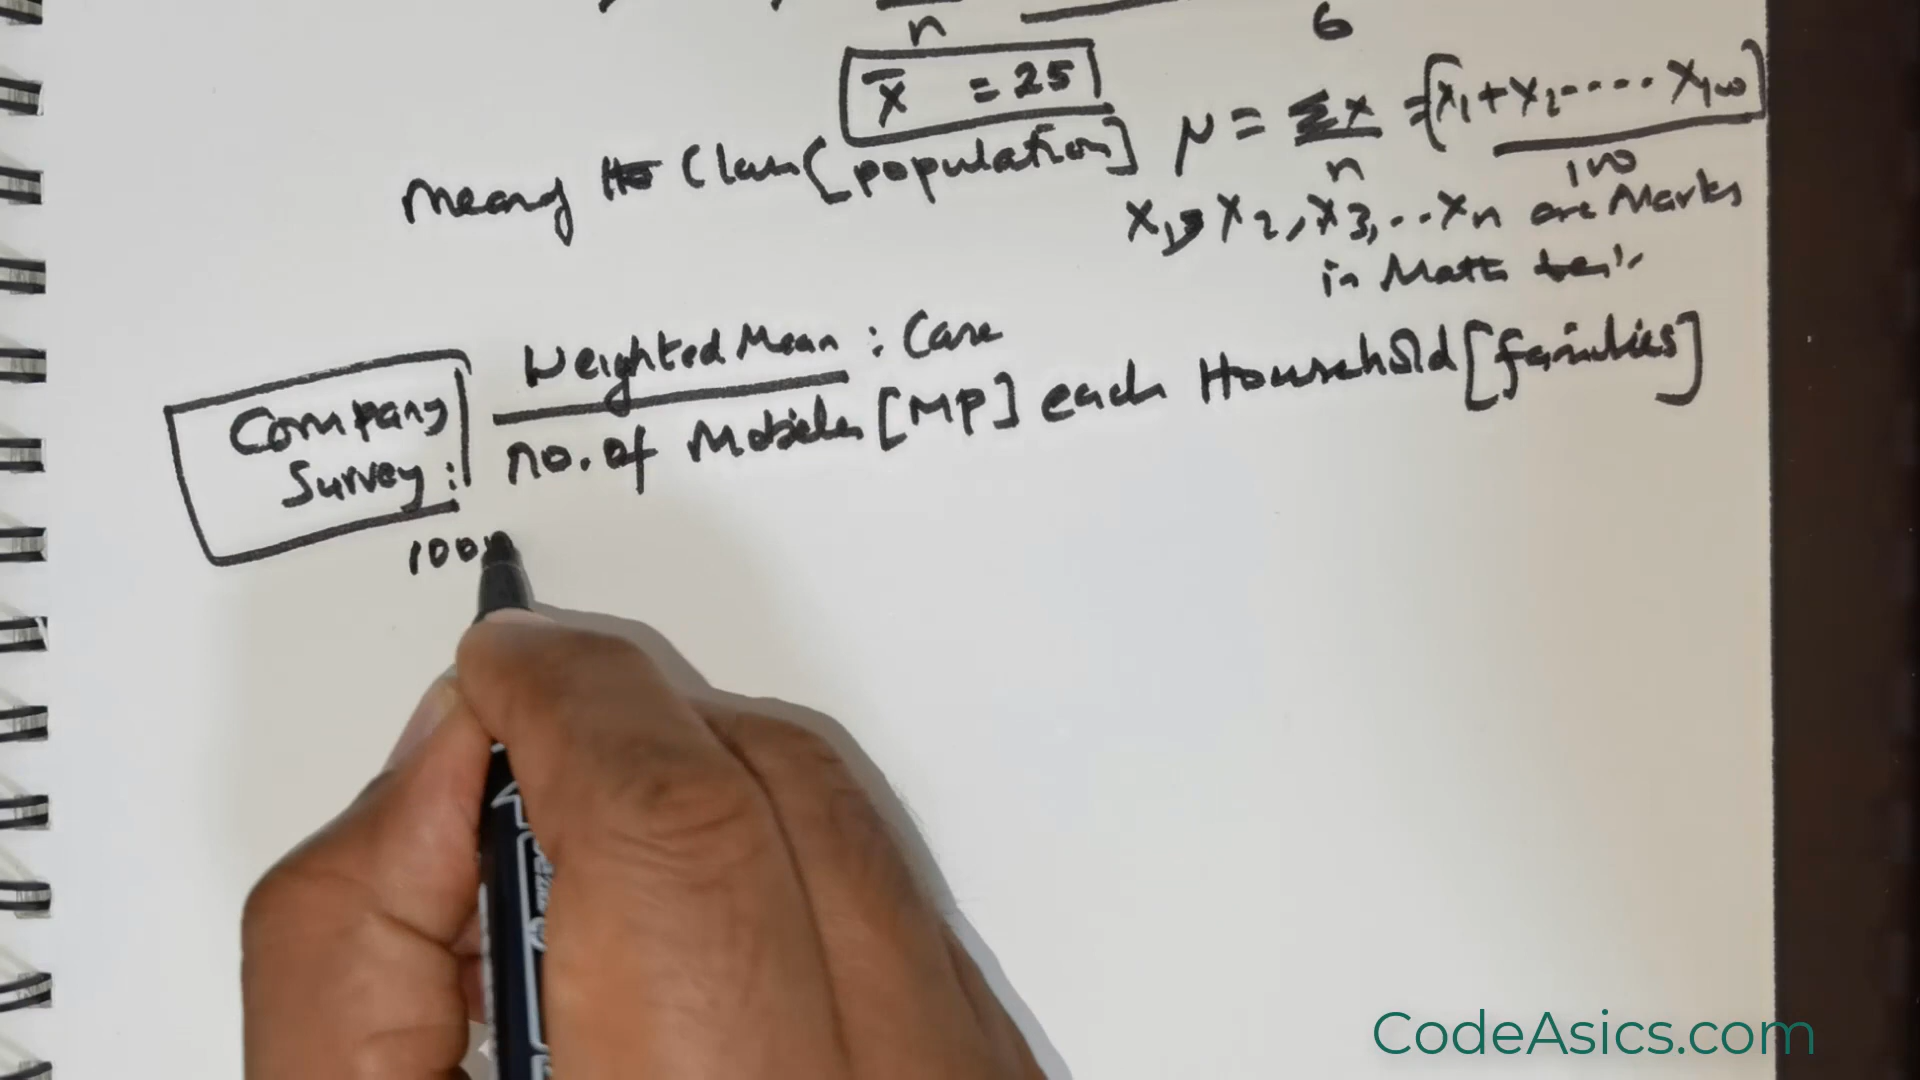 n 6
x̄ = 25
Mean of Class [population] μ = Σx = [x1 + x2 ..... x100]
n 100
x1, x2, x3, .. xn are Marks
in Math test
Weighted Mean : Case
Company Survey :
no. of Mobiles [MP] each Household [families]
100
CodeAsics.com